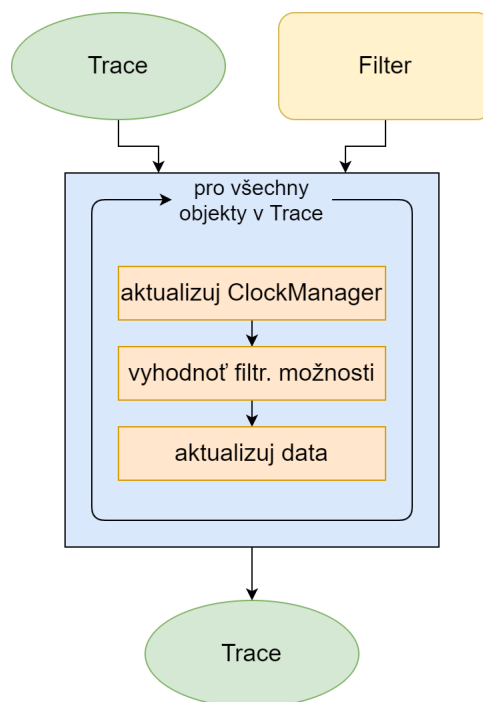 Trace
Filter
pro všechny
objekty v Trace
aktualizuj ClockManager
vyhodnoť filtr. možnosti
aktualizuj data
Trace